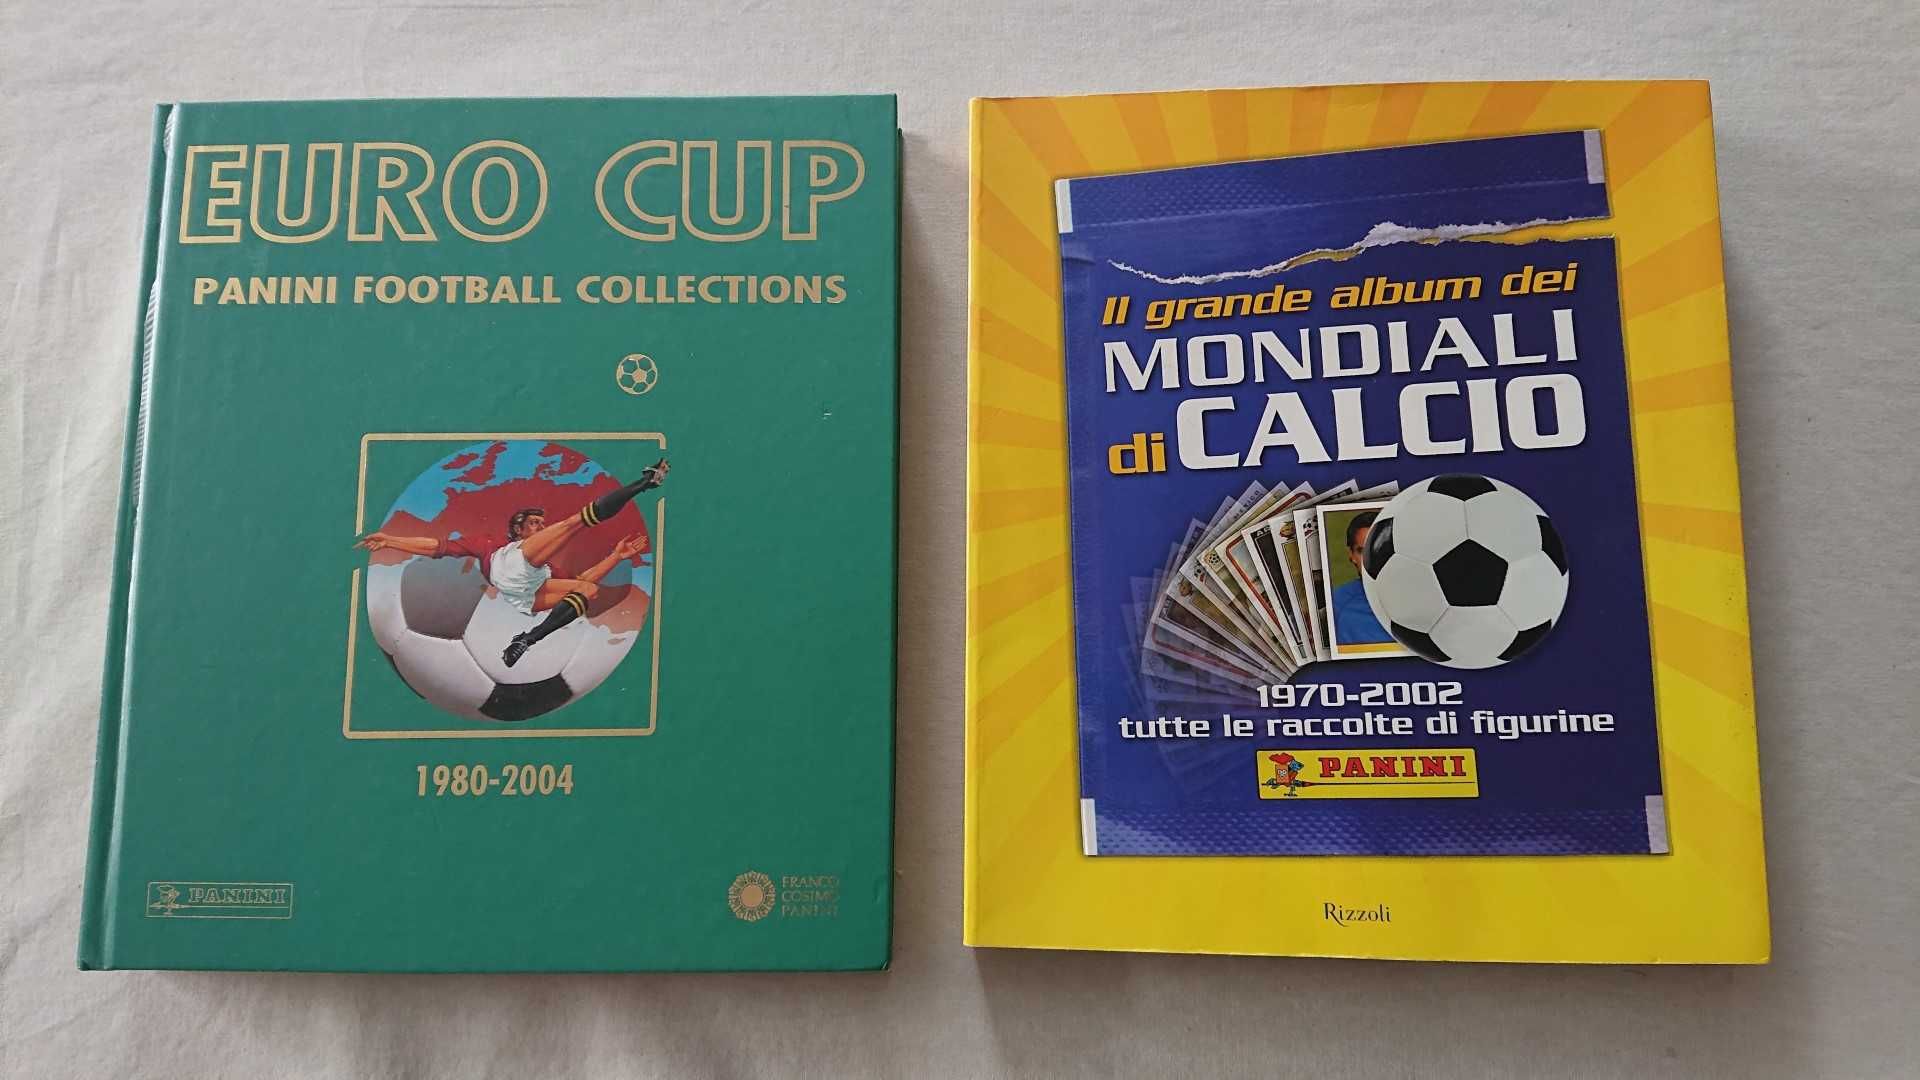 EURO CUP
PANINI FOOTBALL COLLECTIONS
1980-2004
PANINI
FRANCO
COSIMO
PANINI
Il grande album dei
MONDIALI
di CALCIO
1970-2002
tutte le raccolte di figurine
PANINI
Rizzoli